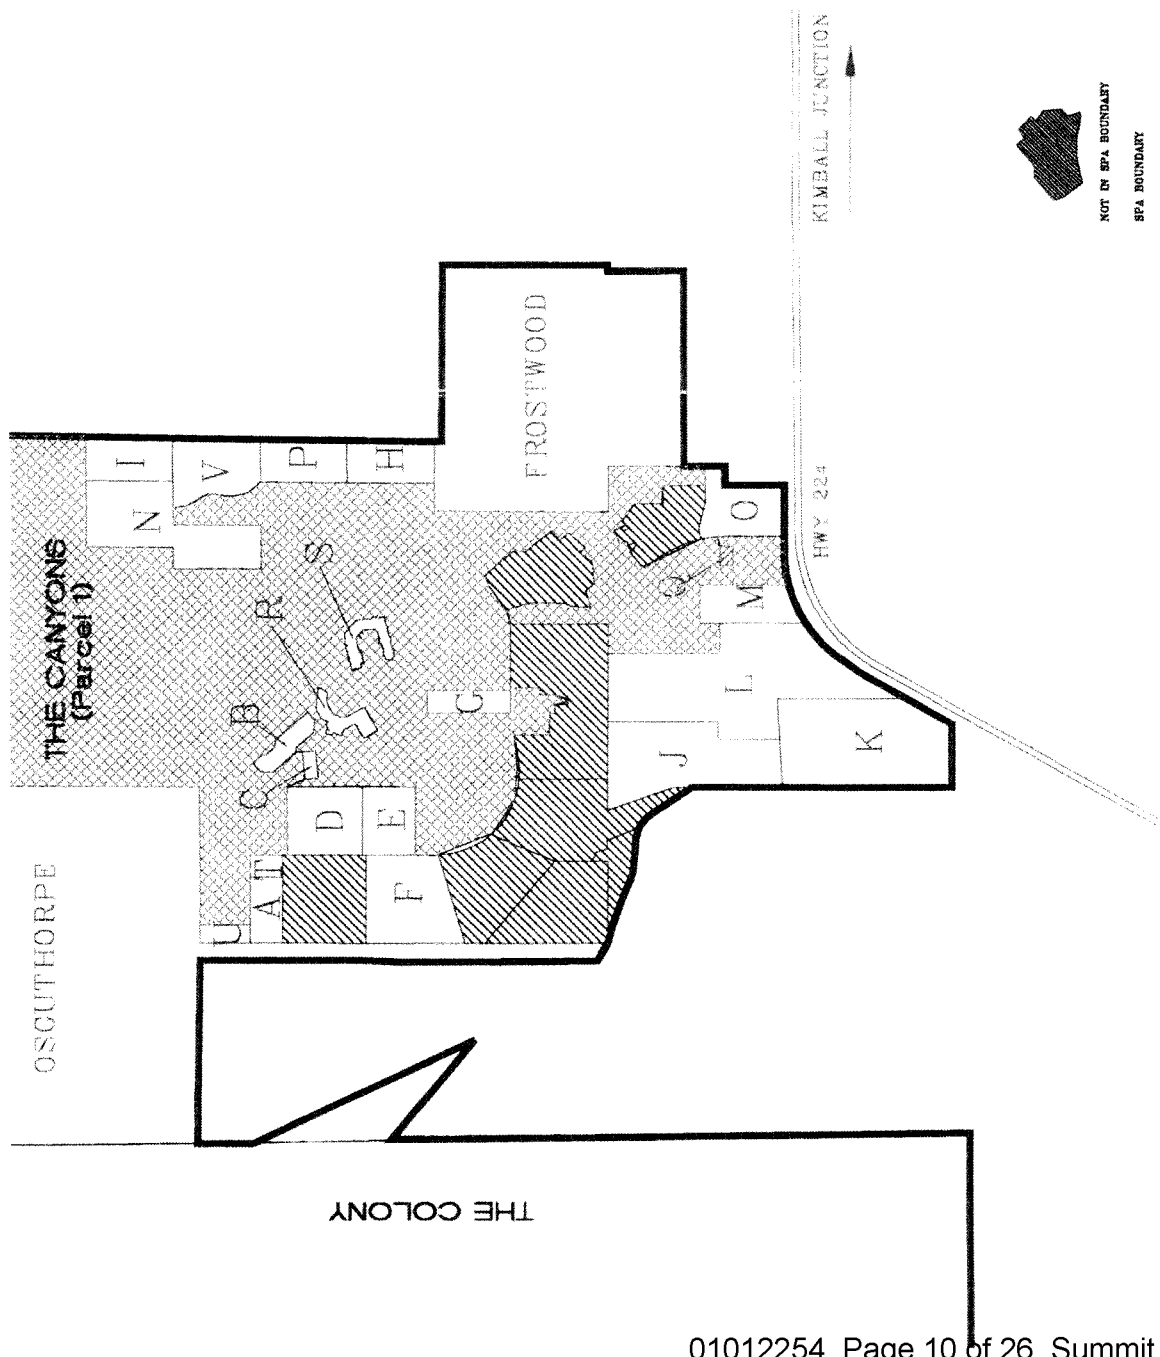 KIMBALL JUNCTION
NOT IN SPA BOUNDARY
SPA BOUNDARY
HWY 224
FROSTWOOD
THE CANYONS
(Parcel 1)
I
V
P
H
N
O
S
R
Q
M
B
G
L
C
J
K
D
E
A
T
F
U
OSCUTHORPE
THE COLONY
01012254 Page 10 of 26 Summit